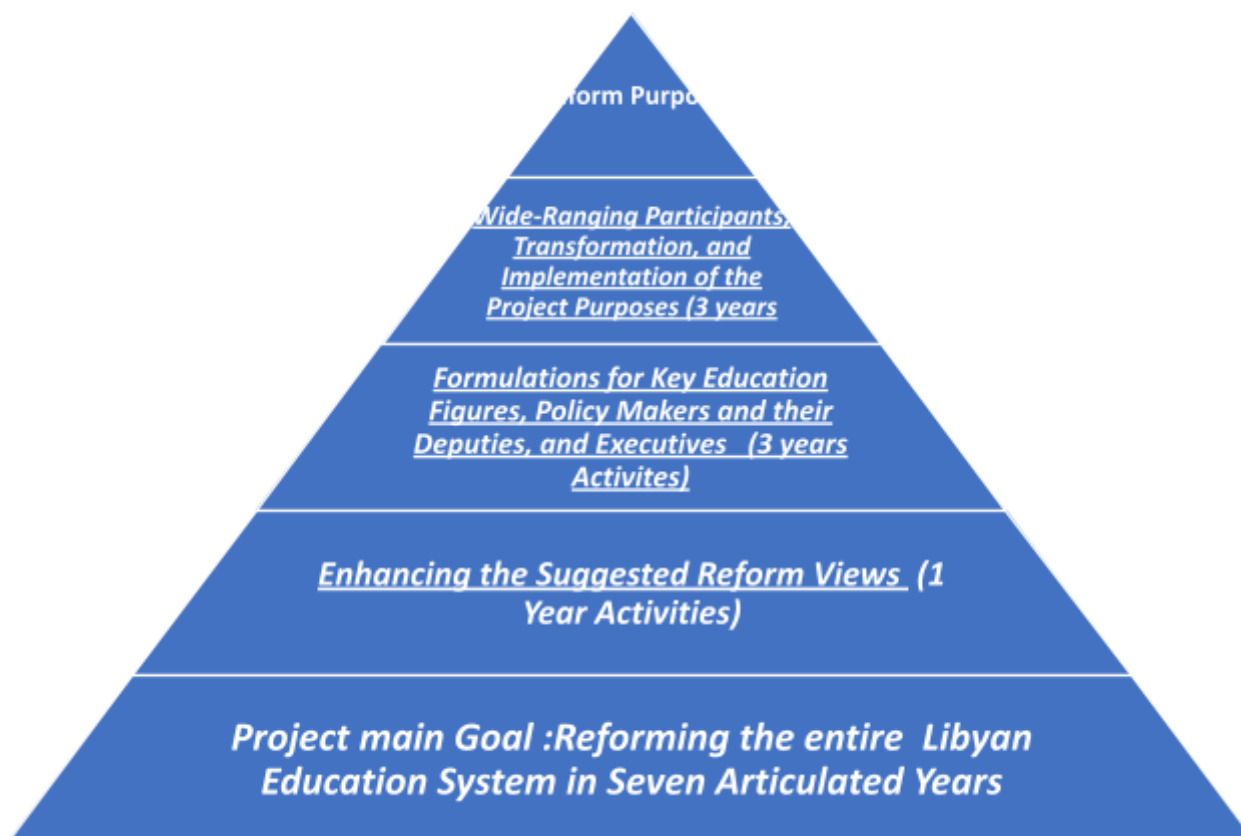 form Purpo
Wide-Ranging Participants,
Transformation, and
Implementation of the
Project Purposes (3 years
Formulations for Key Education
Figures, Policy Makers and their
Deputies, and Executives (3 years
Activites)
Enhancing the Suggested Reform Views (1
Year Activities)
Project main Goal :Reforming the entire Libyan
Education System in Seven Articulated Years